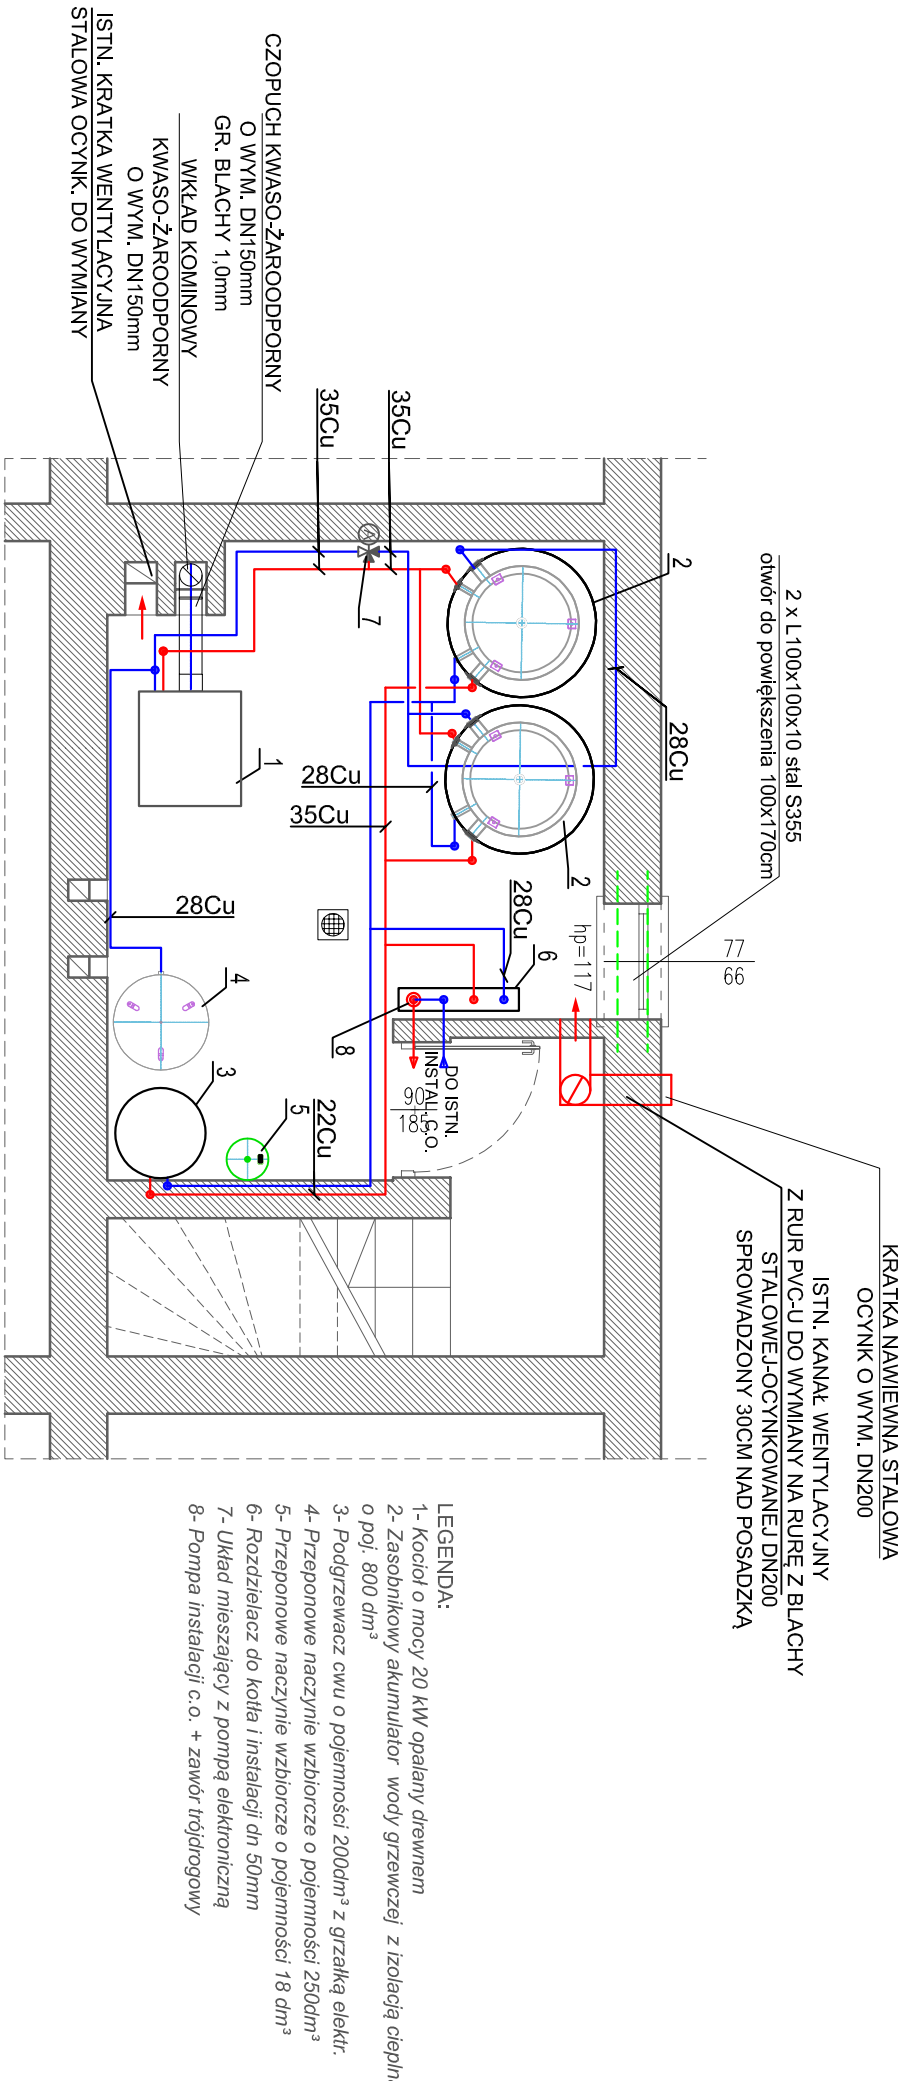 ISTN. KRATKA WENTYLACYJNA
STALOWA OCYNK. DO WYMIANY
CZOPUCH KWASO-ŻAROODPORNY
O WYM. DN150mm
GR. BLACHY 1,0mm
WKŁAD KOMINOWY
KWASO-ŻAROODPORNY
O WYM. DN150mm
35Cu
35Cu
7
2
2 x L100x100x10 stal S355
otwór do powiększenia 100x170cm
28Cu
1
28Cu
35Cu
2
28Cu
28Cu
6
hp=117
77
66
4
8
3
5
22Cu
DO ISTN.
INSTAL. C.O.
90
185
KRATKA NAWIEWNA STALOWA
OCYNK O WYM. DN200
ISTN. KANAŁ WENTYLACYJNY
Z RUR PVC-U DO WYMIANY NA RURĘ Z BLACHY
STALOWEJ-OCYNKOWANEJ DN200
SPROWADZONY 30CM NAD POSADZKĄ
LEGENDA:
1- Kocioł o mocy 20 kW opalany drewnem
2- Zasobnikowy akumulator wody grzewczej z izolacją ciepln
o poj. 800 dm³
3- Podgrzewacz cwu o pojemności 200dm³ z grzałką elektr.
4- Przeponowe naczynie wzbiorcze o pojemności 250dm³
5- Przeponowe naczynie wzbiorcze o pojemności 18 dm³
6- Rozdzielacz do kotła i instalacji dn 50mm
7- Układ mieszający z pompą elektroniczną
8- Pompa instalacji c.o. + zawór trójdrogowy